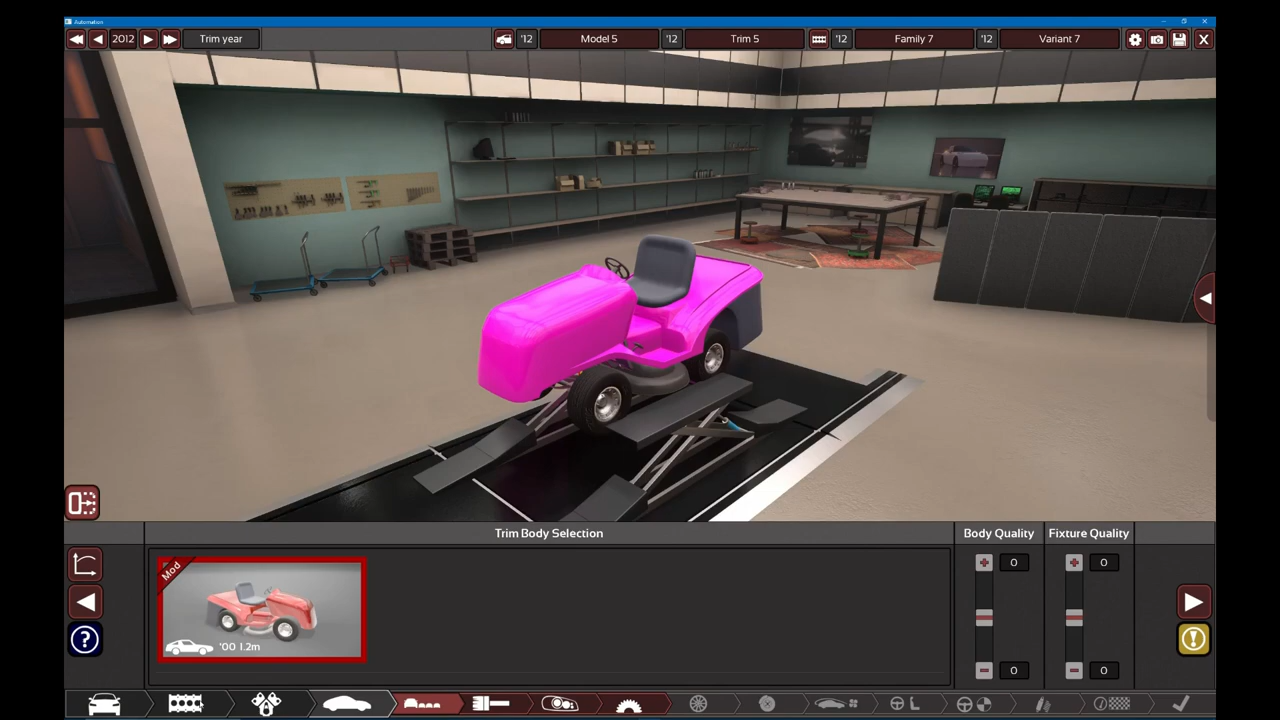 Automation
2012
Trim year
'12
Model 5
'12
Trim 5
'12
Family 7
'12
Variant 7
X
Trim Body Selection
Body Quality
Fixture Quality
Mod
'00 1.2m
0
0
0
0
?